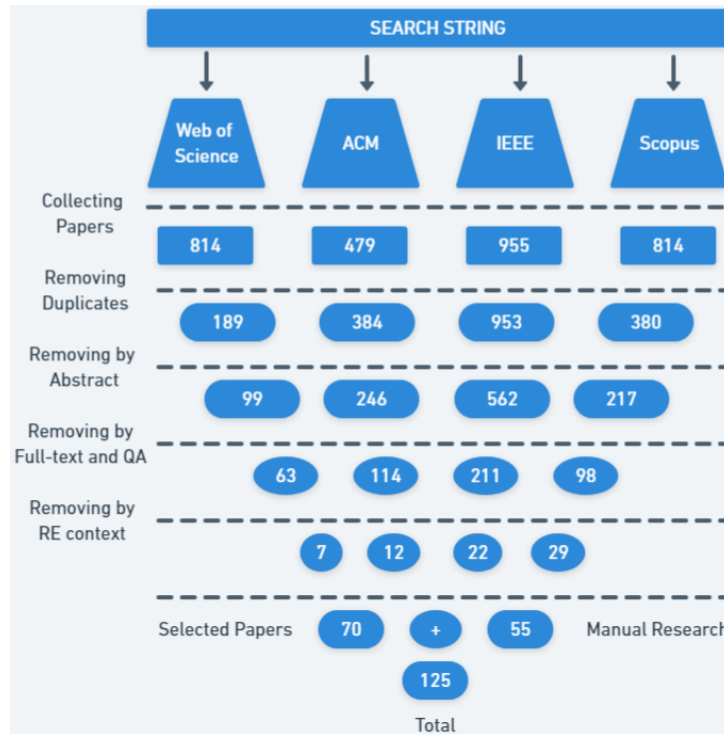 SEARCH STRING
Web of
Science
ACM
IEEE
Scopus
Collecting
Papers
814
479
955
814
Removing
Duplicates
189
384
953
380
Removing by
Abstract
99
246
562
217
Removing by
Full-text and QA
63
114
211
98
Removing by
RE context
7
12
22
29
Selected Papers
70
+
55
Manual Research
125
Total